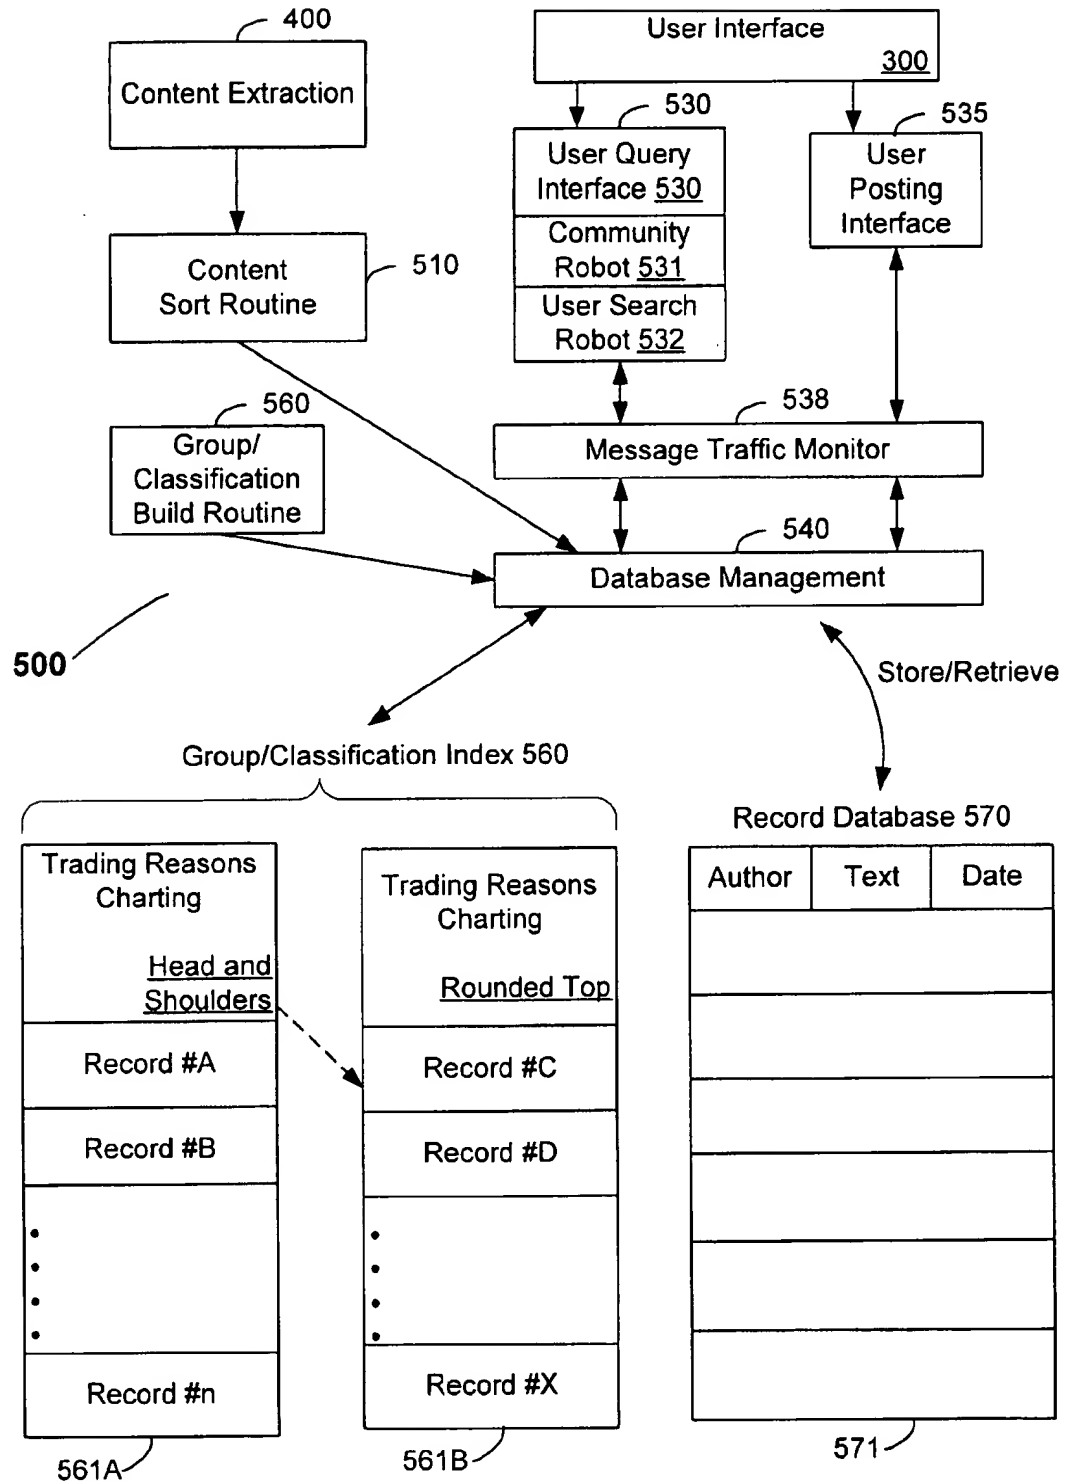 400
Content Extraction
User Interface
300
530
535
User Query
Interface 530
Community
Robot 531
User Search
Robot 532
User
Posting
Interface
Content
Sort Routine
510
560
Group/
Classification
Build Routine
538
Message Traffic Monitor
540
Database Management
500
Store/Retrieve
Group/Classification Index 560
Record Database 570
Trading Reasons
Charting
Head and
Shoulders
Record #A
Record #B
Record #n
561A
Trading Reasons
Charting
Rounded Top
Record #C
Record #D
Record #X
561B
Author Text Date
571